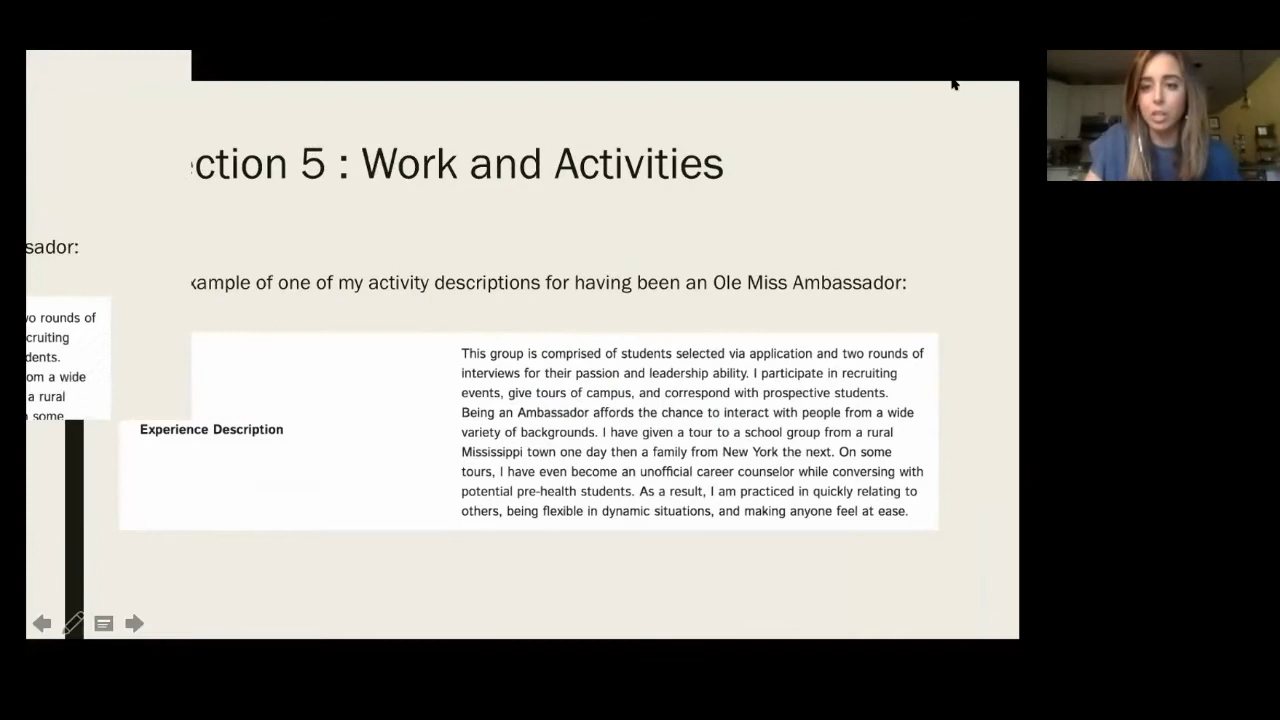 ction 5 : Work and Activities
sador:
xample of one of my activity descriptions for having been an Ole Miss Ambassador:
o rounds of
cruiting
dents.
om a wide
a rural
some
Experience Description
This group is comprised of students selected via application and two rounds of
interviews for their passion and leadership ability. I participate in recruiting
events, give tours of campus, and correspond with prospective students.
Being an Ambassador affords the chance to interact with people from a wide
variety of backgrounds. I have given a tour to a school group from a rural
Mississippi town one day then a family from New York the next. On some
tours, I have even become an unofficial career counselor while conversing with
potential pre-health students. As a result, I am practiced in quickly relating to
others, being flexible in dynamic situations, and making anyone feel at ease.